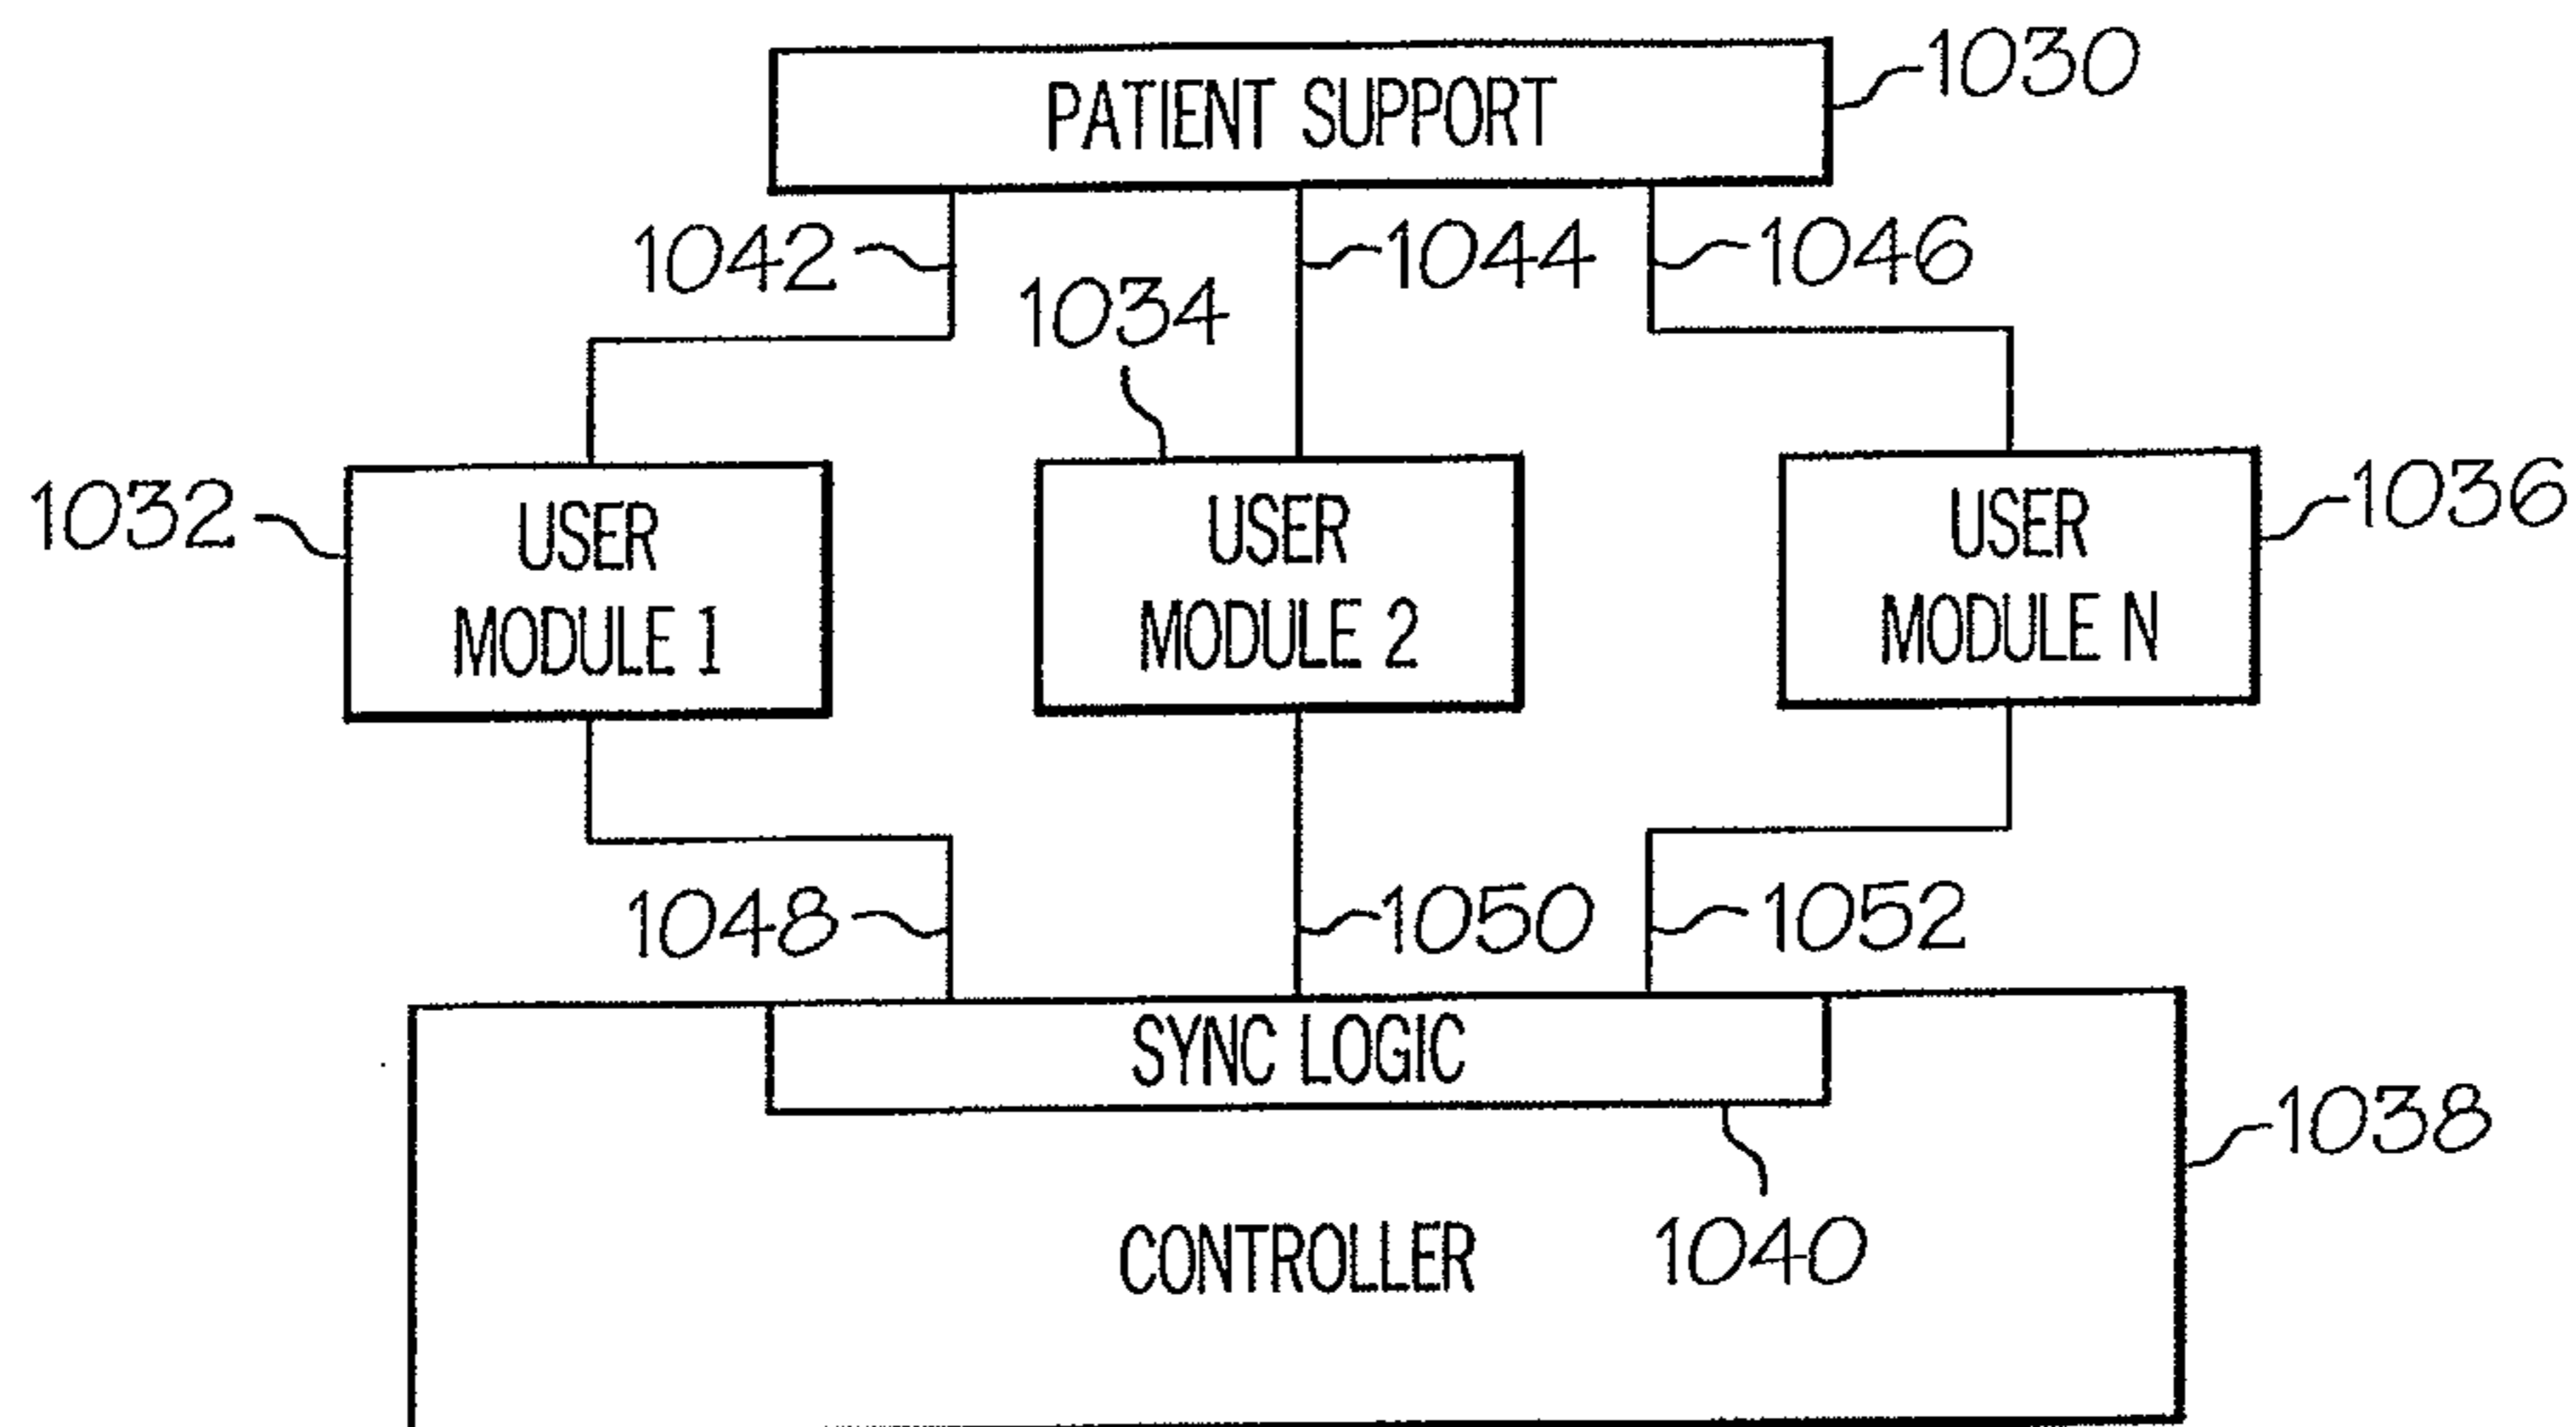 PATIENT SUPPORT
1030
1042
1044
1046
1034
1032
USER
MODULE 1
USER
MODULE 2
USER
MODULE N
1036
1048
1050
1052
SYNC LOGIC
1038
CONTROLLER
1040